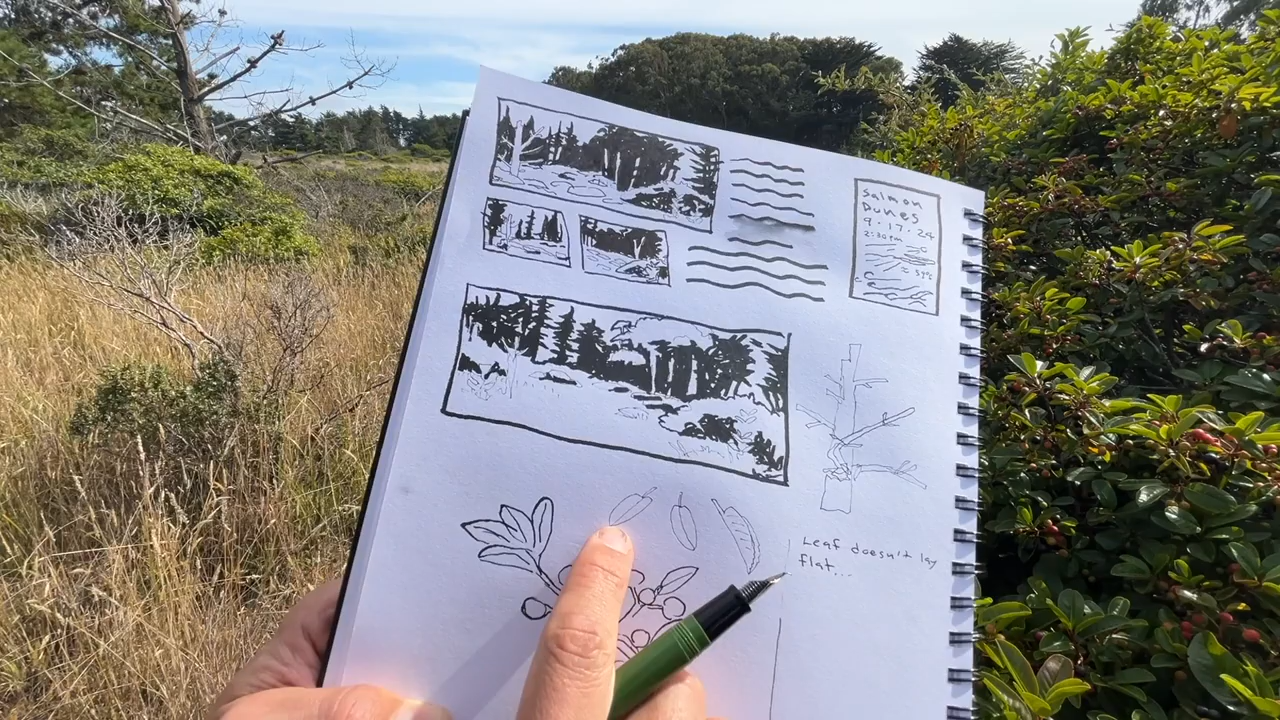 Salmon
Dunes
9.17.24
2:30pm
Leaf doesn't lay
flat...